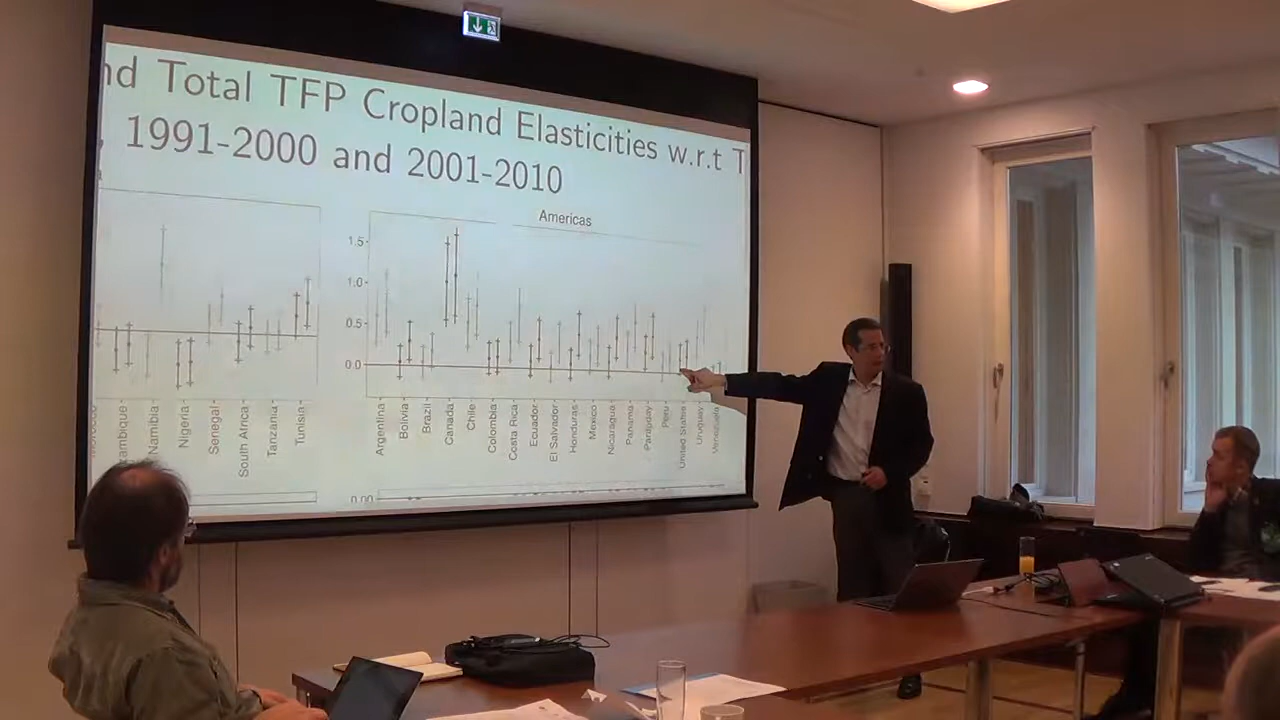 nd Total TFP Cropland Elasticities w.r.t T
, 1991-2000 and 2001-2010
Americas
1.5
1.0
0.5
0.0
Namibia
Nigeria
Senegal
South Africa
Tanzania
Tunisia
Argentina
Bolivia
Brazil
Canada
Chile
Colombia
Costa Rica
Ecuador
El Salvador
Honduras
Mexico
Nicaragua
Panama
Paraguay
Peru
United States
Uruguay
Venezuela
0.00